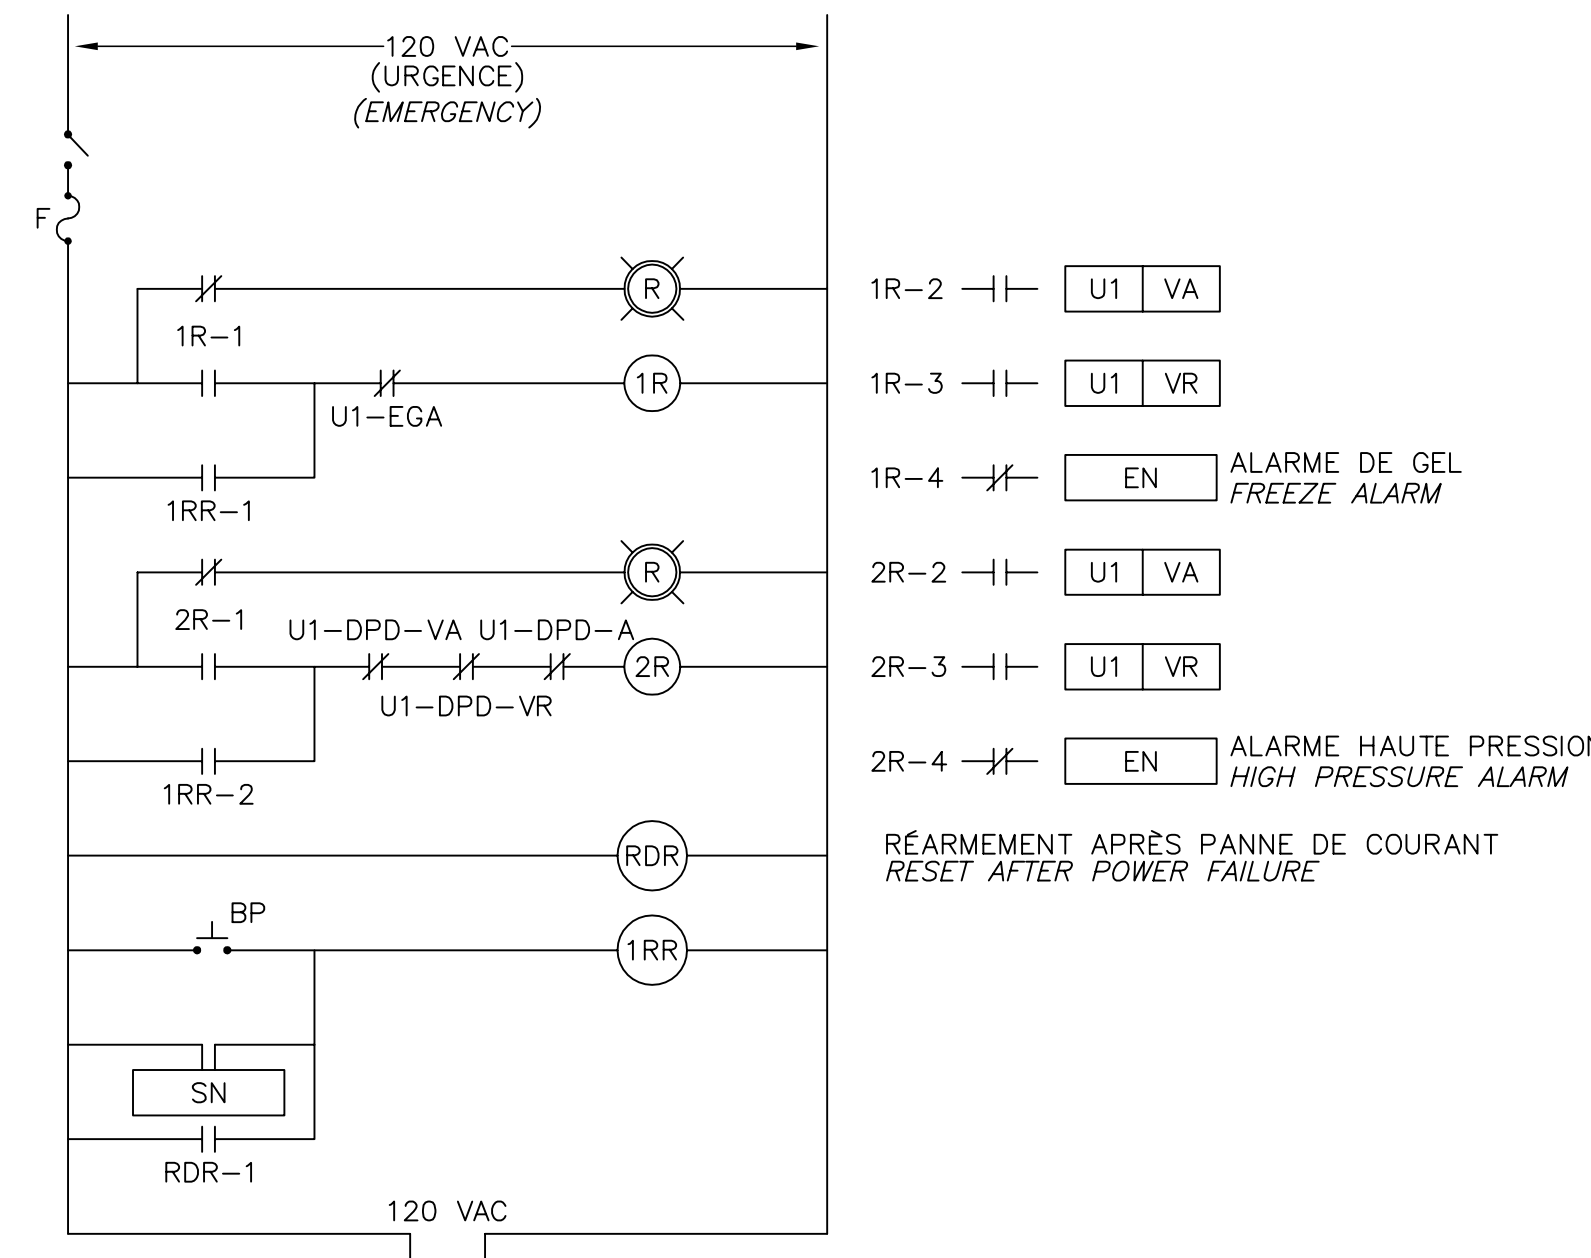 120 VAC
(URGENCE)
(EMERGENCY)
F
R
1R-2
U1 VA
1R-1
1R
1R-3
U1 VR
U1-EGA
1R-4
EN
ALARME DE GEL
FREEZE ALARM
1RR-1
R
2R-2
U1 VA
2R-1
U1-DPD-VA U1-DPD-A
2R
2R-3
U1 VR
U1-DPD-VR
2R-4
EN
ALARME HAUTE PRESSION
HIGH PRESSURE ALARM
1RR-2
RDR
RÉARMEMENT APRÈS PANNE DE COURANT
RESET AFTER POWER FAILURE
BP
1RR
SN
RDR-1
120 VAC